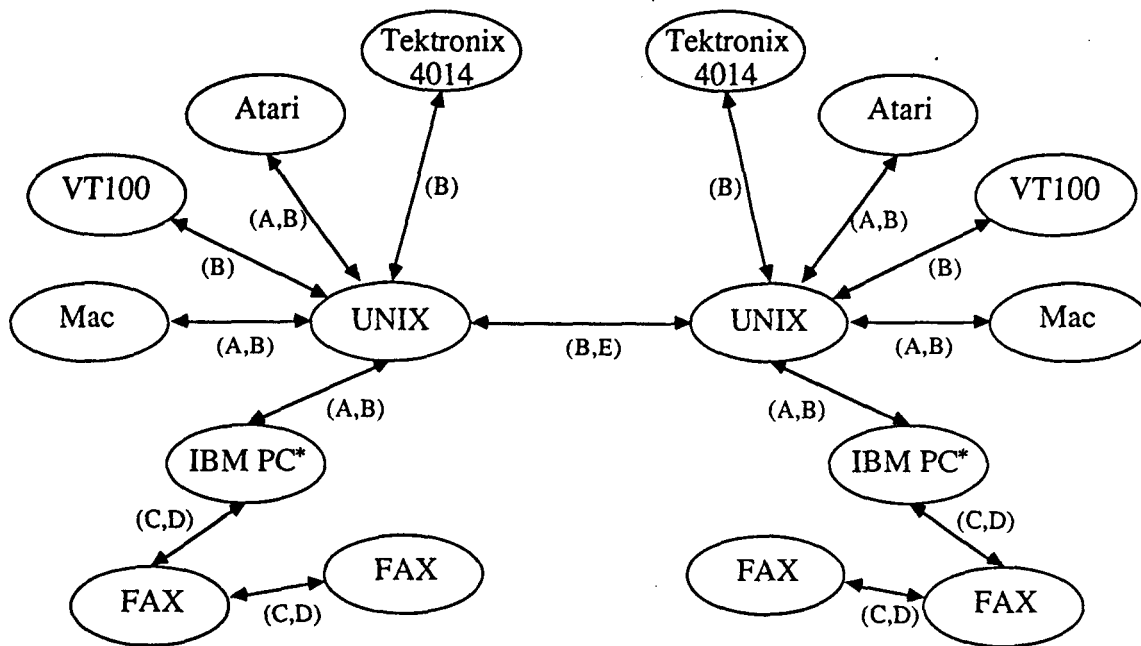 Tektronix
4014
Tektronix
4014
Atari
Atari
VT100
VT100
(B)
(B)
(A,B)
(A,B)
(B)
(B)
Mac
UNIX
UNIX
Mac
(A,B)
(B,E)
(A,B)
(A,B)
(A,B)
IBM PC*
IBM PC*
(C,D)
(C,D)
FAX
FAX
FAX
FAX
(C,D)
(C,D)